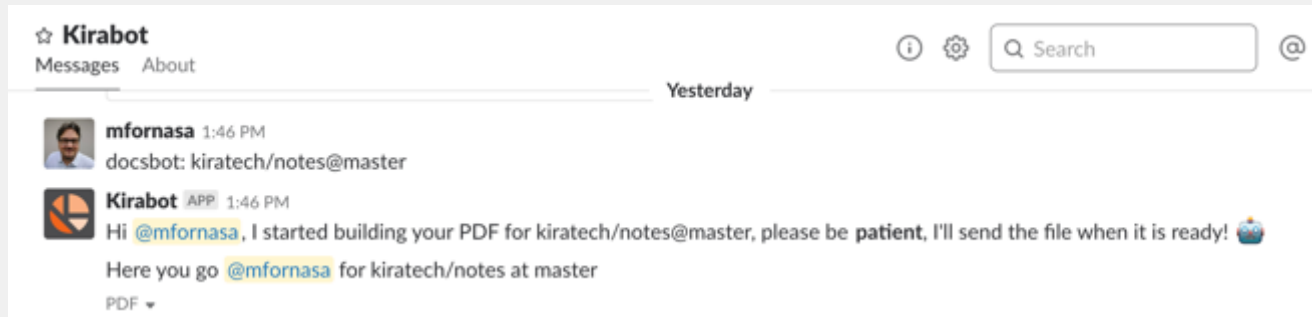 Kirabot
Messages About
Search
Yesterday
mfornasa 1:46 PM
docsbot: kiratech/notes@master
Kirabot APP 1:46 PM
Hi @mfornasa, I started building your PDF for kiratech/notes@master, please be patient, I'll send the file when it is ready!
Here you go @mfornasa for kiratech/notes at master
PDF